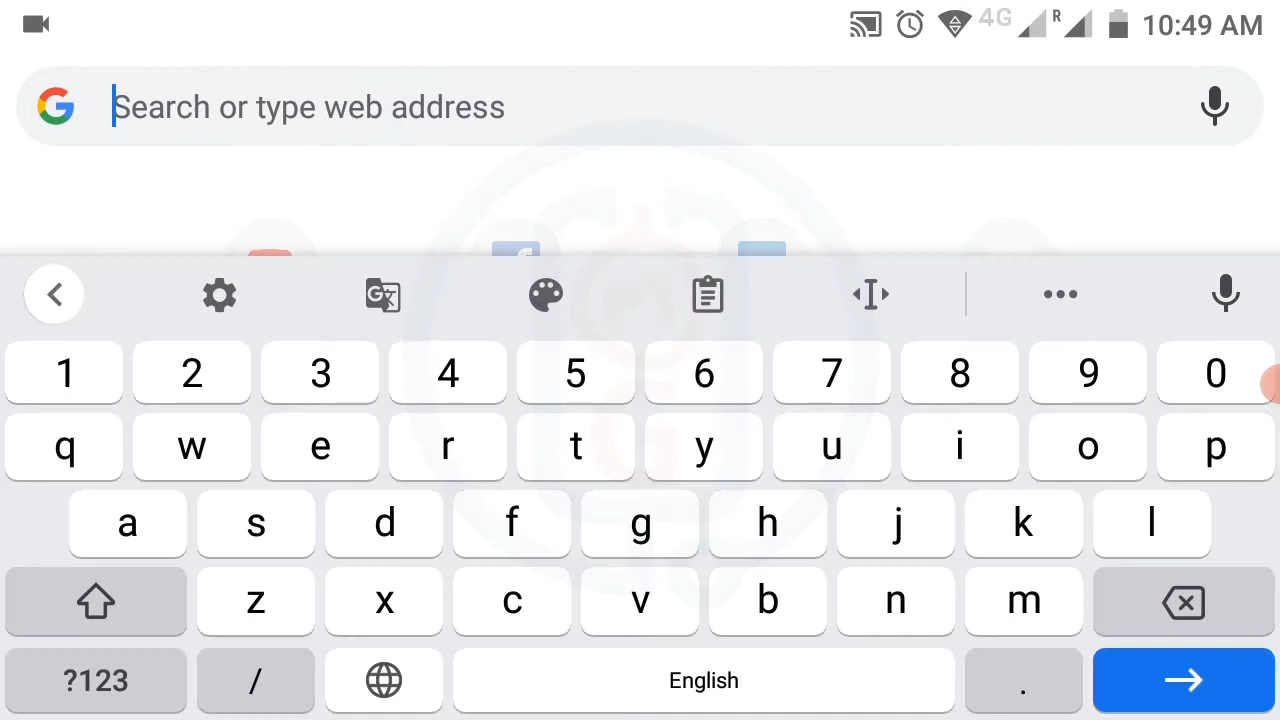 4G R 10:49 AM
Search or type web address
1 2 3 4 5 6 7 8 9 0
q w e r t y u i o p
a s d f g h j k l
z x c v b n m
?123 / English .